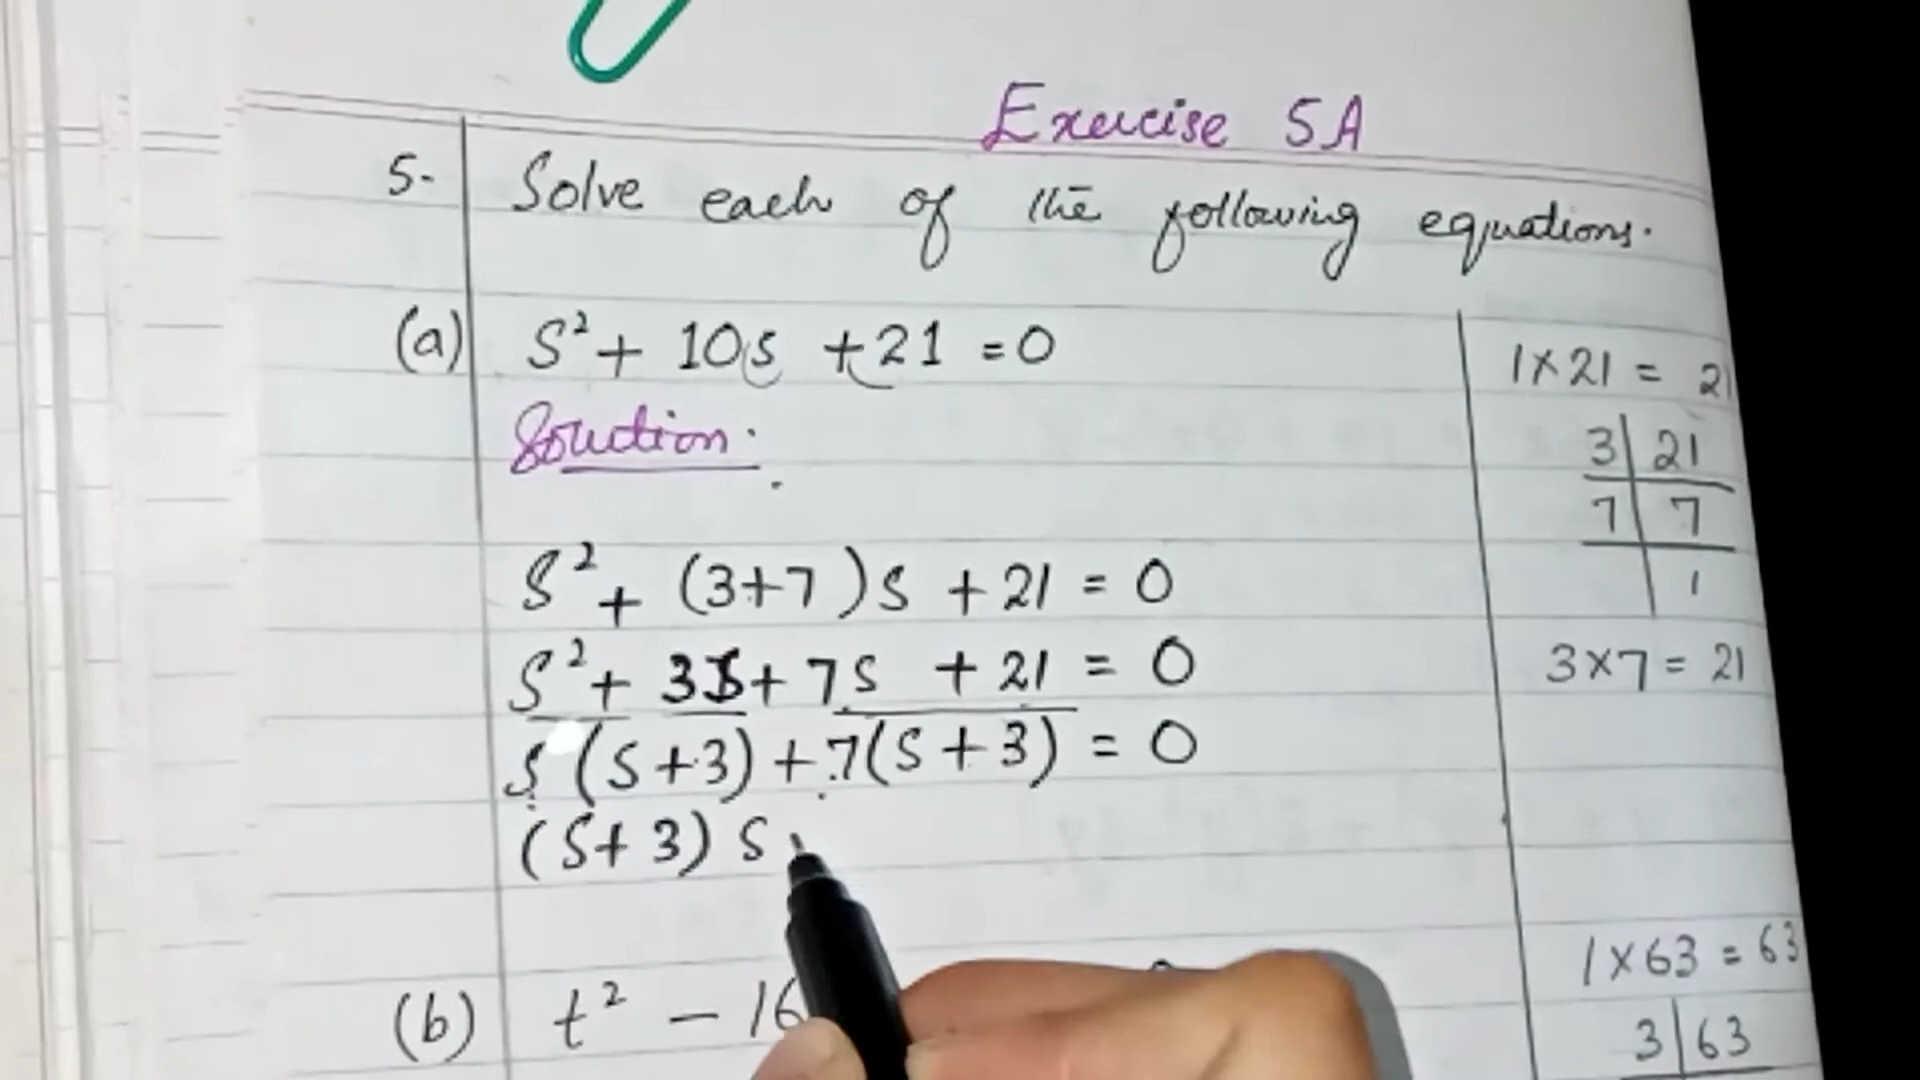 Exercise 5A
5. Solve each of the following equations.
(a) S² + 10s + 21 = 0
Solution.
S² + (3+7)S + 21 = 0
S² + 3S + 7S + 21 = 0
S(S+3) + 7(S+3) = 0
(S+3) S
(b) t² - 16
1 x 21 = 21
3 | 21
7 | 7
1
3 x 7 = 21
1 x 63 = 63
3 | 63